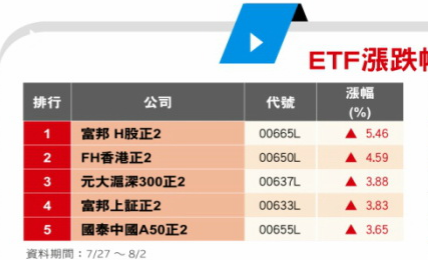 ETF漲跌
排行 公司 代號 漲幅 (%)
1 富邦 H股正2 00665L ▲ 5.46
2 FH香港正2 00650L ▲ 4.59
3 元大滬深300正2 00637L ▲ 3.88
4 富邦上証正2 00633L ▲ 3.83
5 國泰中國A50正2 00655L ▲ 3.65
資料期間：7/27 ～ 8/2